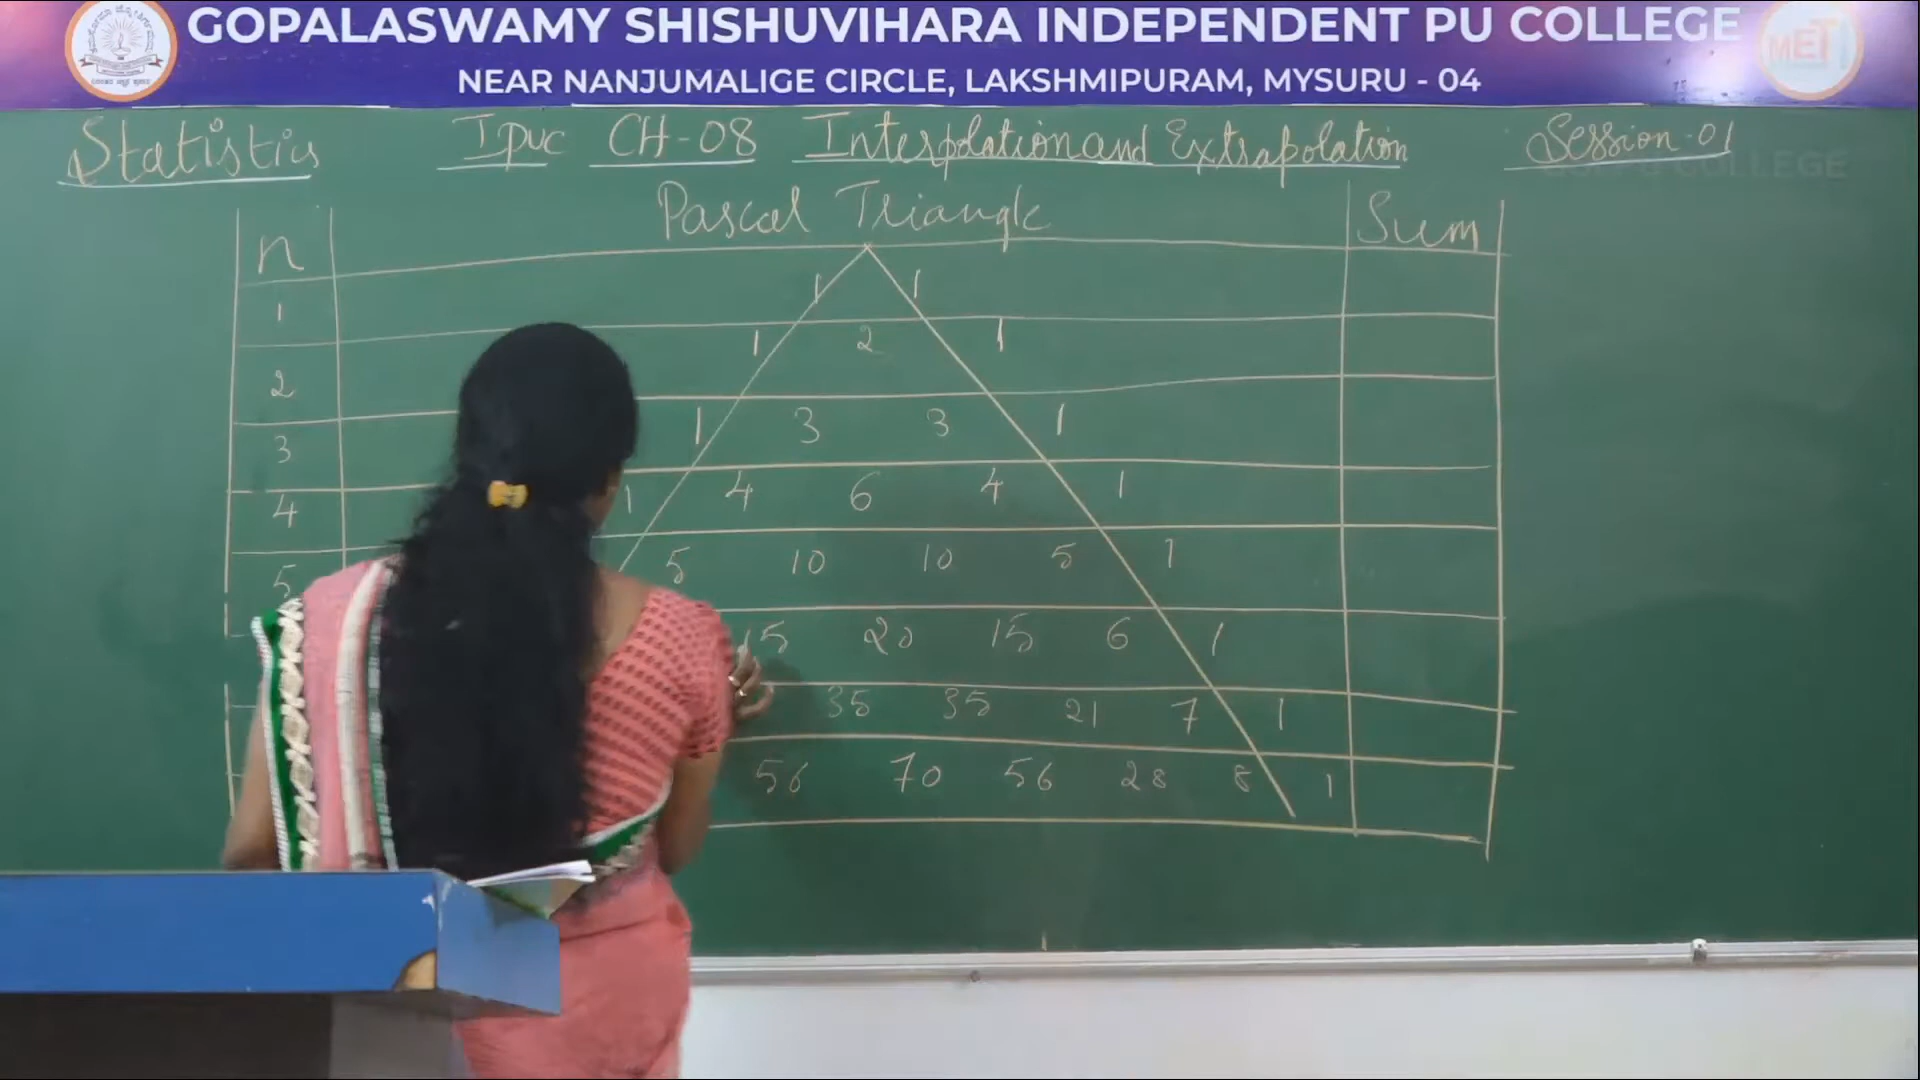 GOPALASWAMY SHISHUVIHARA INDEPENDENT PU COLLEGE
NEAR NANJUMALIGE CIRCLE, LAKSHMIPURAM, MYSURU - 04
MET
Statistics I PUC CH-08 Interpolation and Extrapolation Session-01
COLLEGE
n Pascal Triangle Sum
1 1 1
2 1 2 1
3 1 3 3 1
4 1 4 6 4 1
5 5 10 10 5 1
15 20 15 6 1
35 35 21 7 1
56 70 56 28 8 1